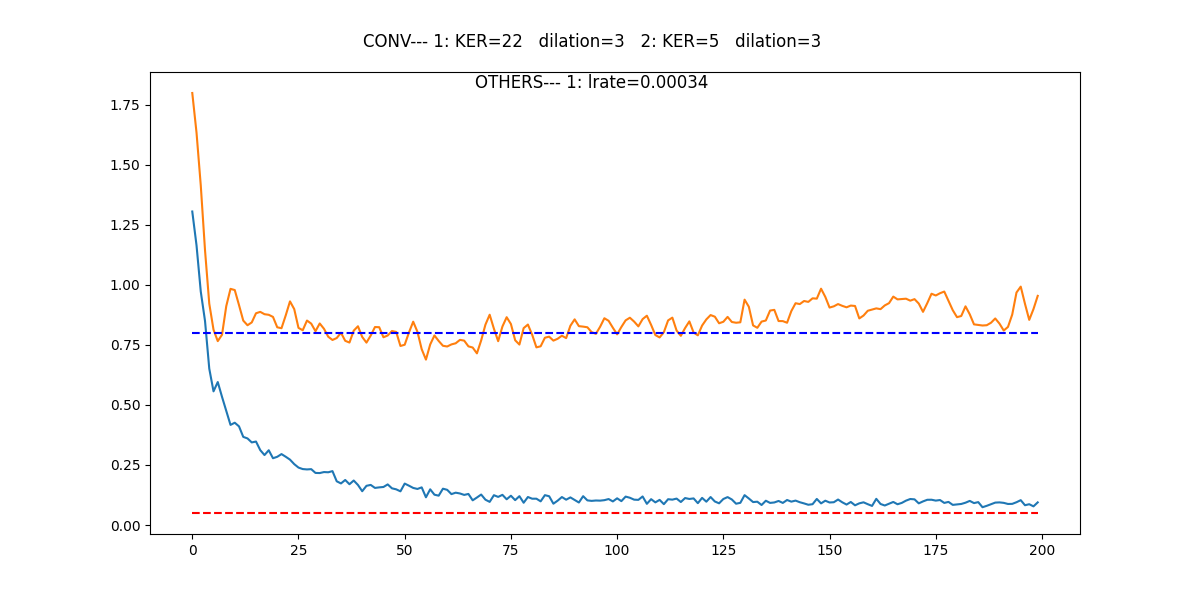 CONV--- 1: KER=22   dilation=3   2: KER=5   dilation=3
OTHERS--- 1: lrate=0.00034
1.75
1.50
1.25
1.00
0.75
0.50
0.25
0.00
0 25 50 75 100 125 150 175 200